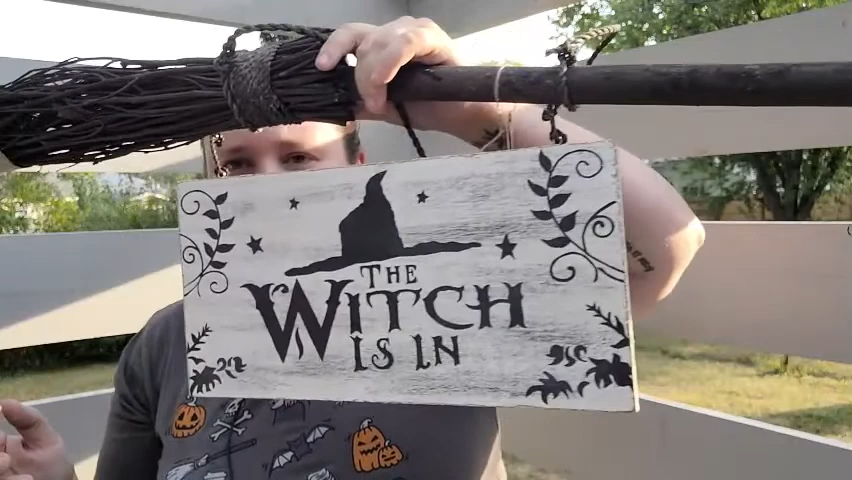 THE
WITCH
IS IN